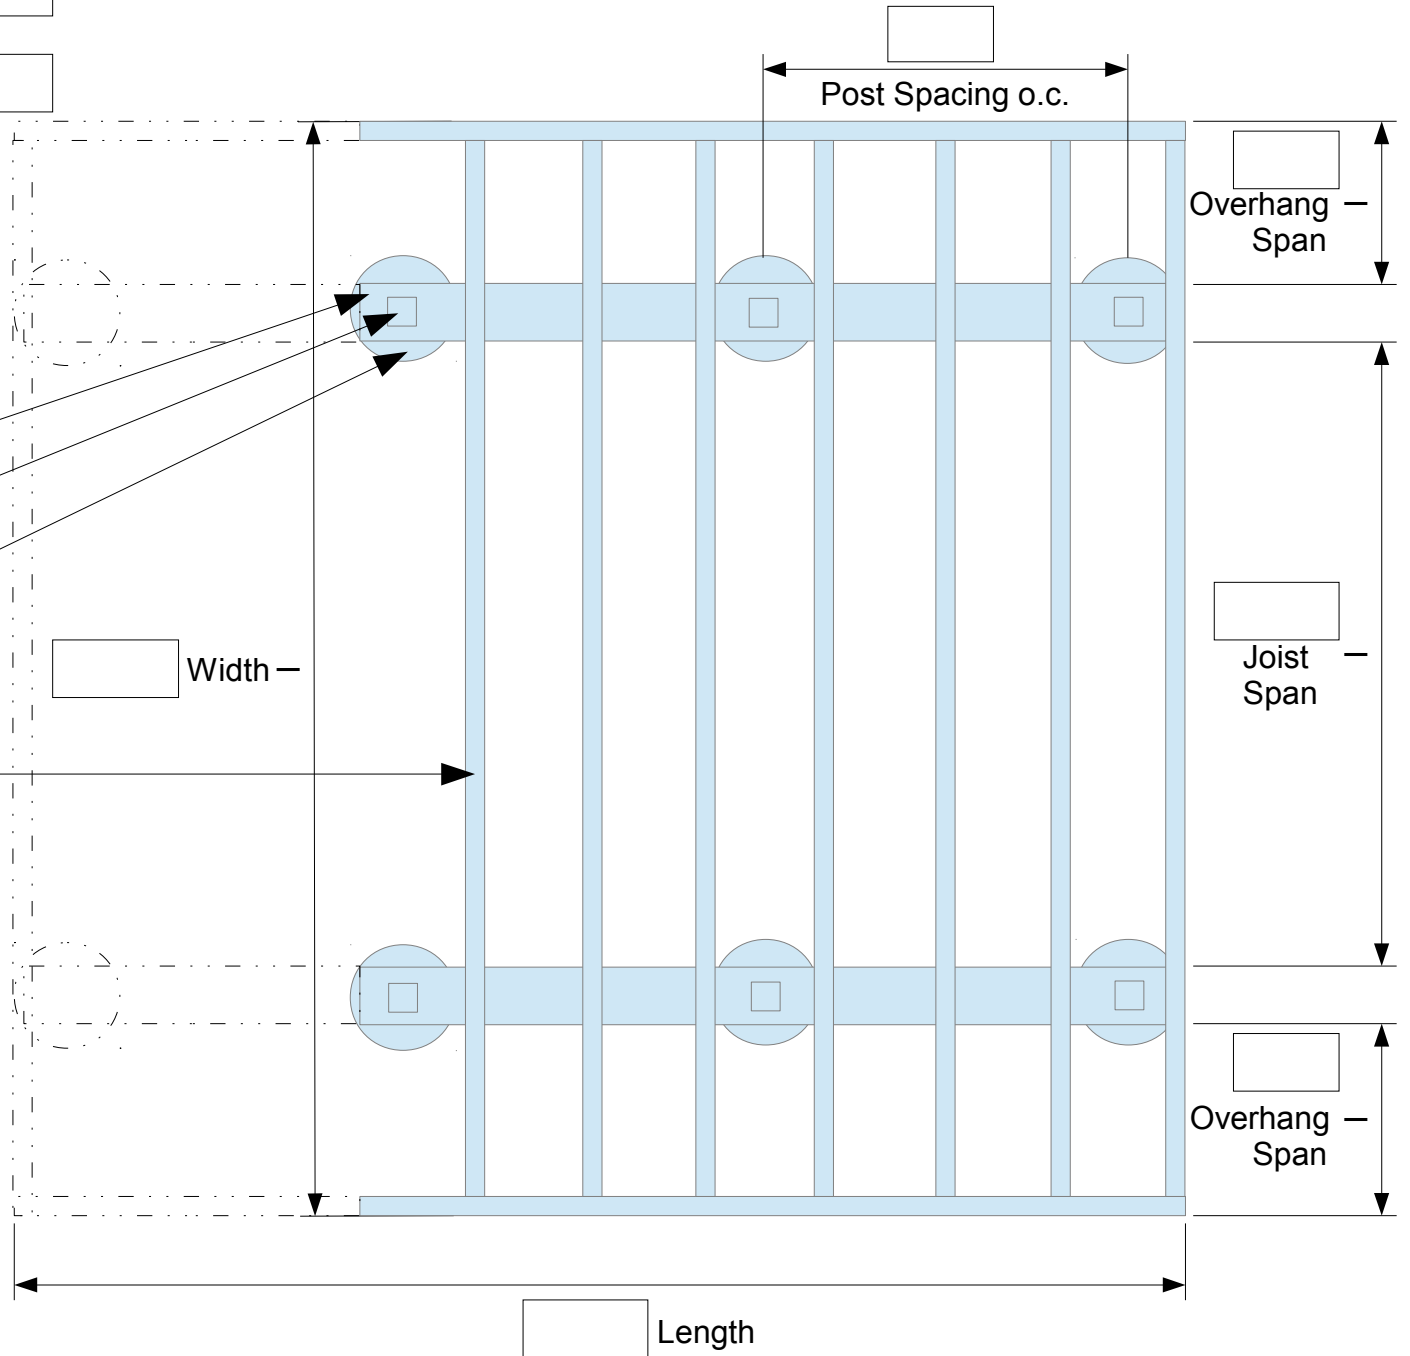 Post Spacing o.c.
Overhang –
Span
Width –
Joist –
Span
Overhang –
Span
Length